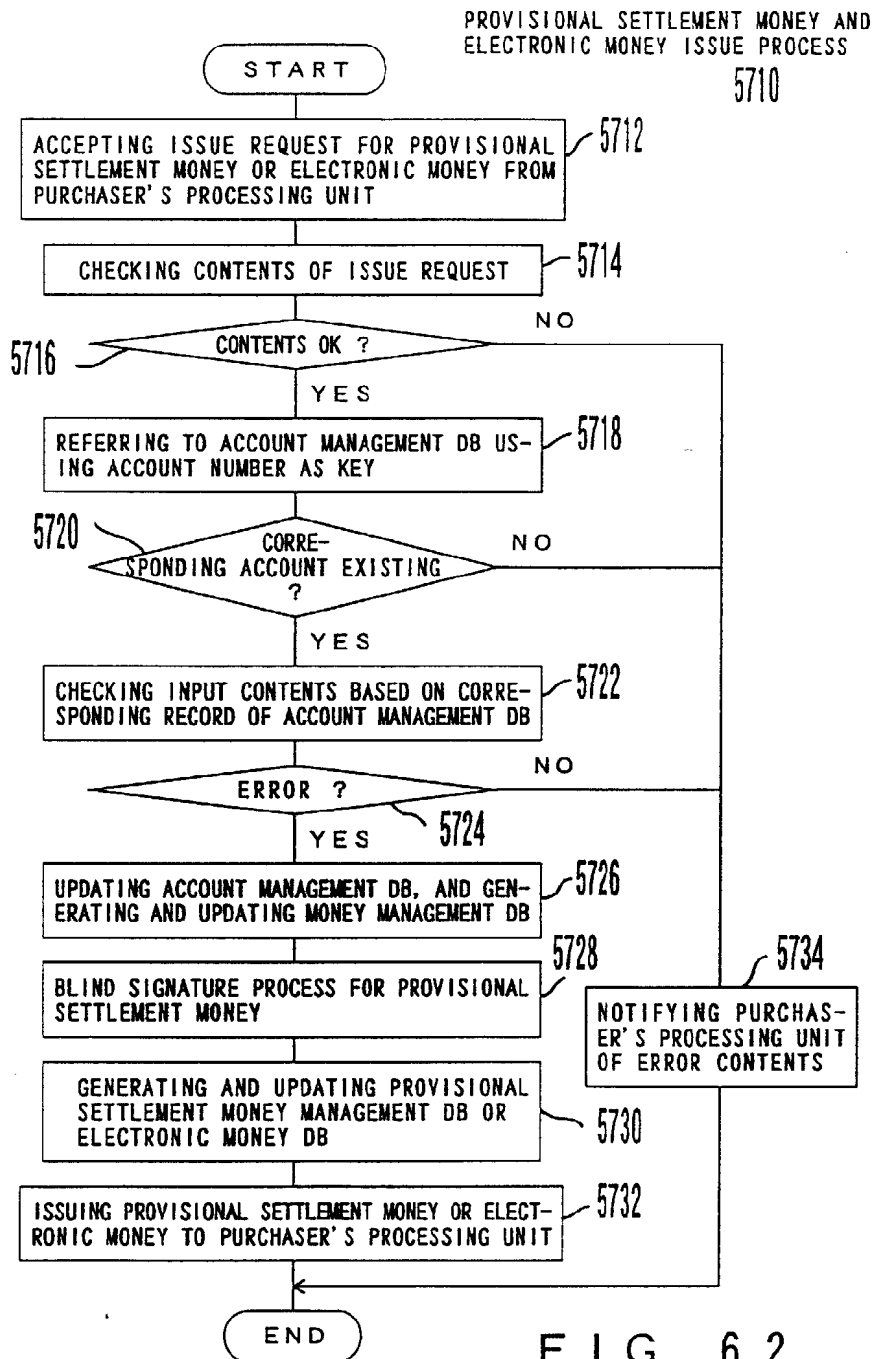 PROVISIONAL SETTLEMENT MONEY AND
ELECTRONIC MONEY ISSUE PROCESS
5710
START
ACCEPTING ISSUE REQUEST FOR PROVISIONAL
SETTLEMENT MONEY OR ELECTRONIC MONEY FROM
PURCHASER'S PROCESSING UNIT
5712
CHECKING CONTENTS OF ISSUE REQUEST
5714
CONTENTS OK ?
NO
5716
YES
REFERRING TO ACCOUNT MANAGEMENT DB US-
ING ACCOUNT NUMBER AS KEY
5718
5720
CORRE-
SPONDING ACCOUNT EXISTING
?
NO
YES
CHECKING INPUT CONTENTS BASED ON CORRE-
SPONDING RECORD OF ACCOUNT MANAGEMENT DB
5722
ERROR ?
NO
5724
YES
UPDATING ACCOUNT MANAGEMENT DB, AND GEN-
ERATING AND UPDATING MONEY MANAGEMENT DB
5726
BLIND SIGNATURE PROCESS FOR PROVISIONAL
SETTLEMENT MONEY
5728
5734
NOTIFYING PURCHAS-
ER'S PROCESSING UNIT
OF ERROR CONTENTS
GENERATING AND UPDATING PROVISIONAL
SETTLEMENT MONEY MANAGEMENT DB OR
ELECTRONIC MONEY DB
5730
ISSUING PROVISIONAL SETTLEMENT MONEY OR ELECT-
RONIC MONEY TO PURCHASER'S PROCESSING UNIT
5732
END
FIG. 62